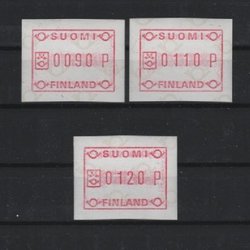 SUOMI
0090 P
FINLAND
SUOMI
0110 P
FINLAND
SUOMI
0120 P
FINLAND